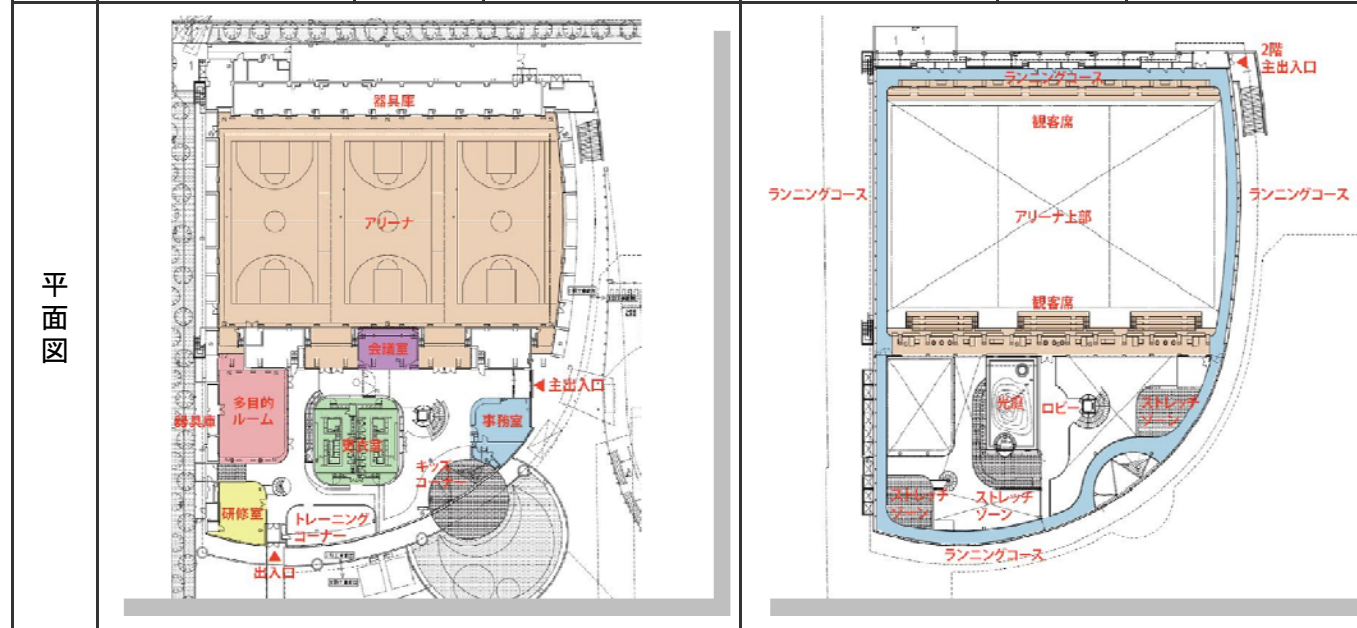 平面図
器具庫
アリーナ
会議室
主出入口
多目的
ルーム
器具庫
更衣室
事務室
キッズ
コーナー
研修室
トレーニング
コーナー
出入口
2階
主出入口
ランニングコース
観客席
ランニングコース
アリーナ上部
ランニングコース
観客席
光庭
ロビー
ストレッチ
ゾーン
ストレッチ
ゾーン
ストレッチ
ゾーン
ランニングコース